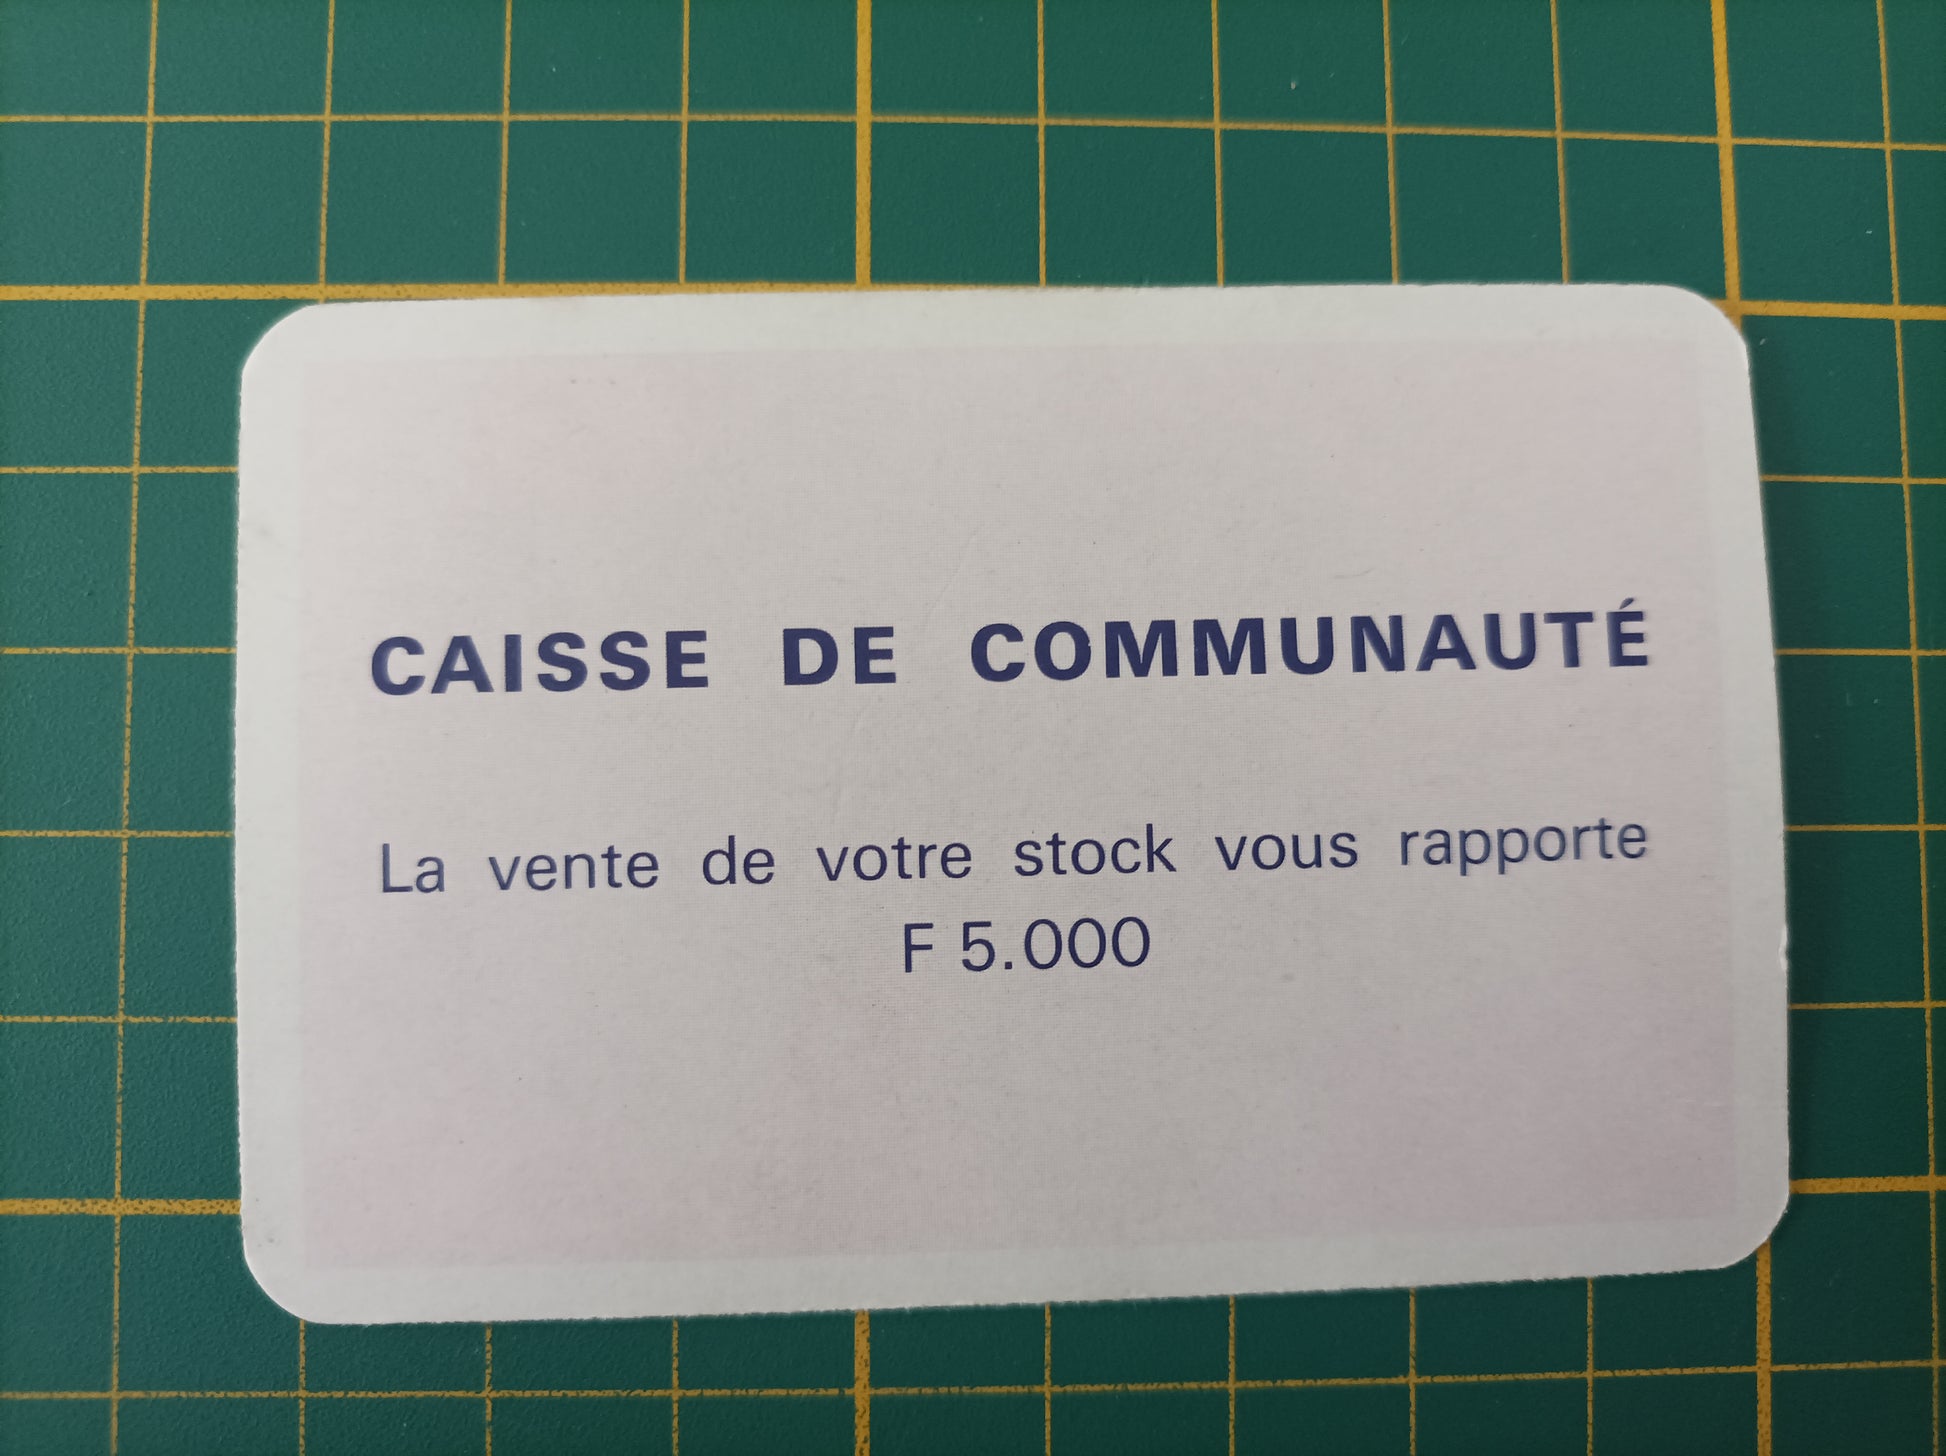 CAISSE DE COMMUNAUTÉ
La vente de votre stock vous rapporte
F 5.000